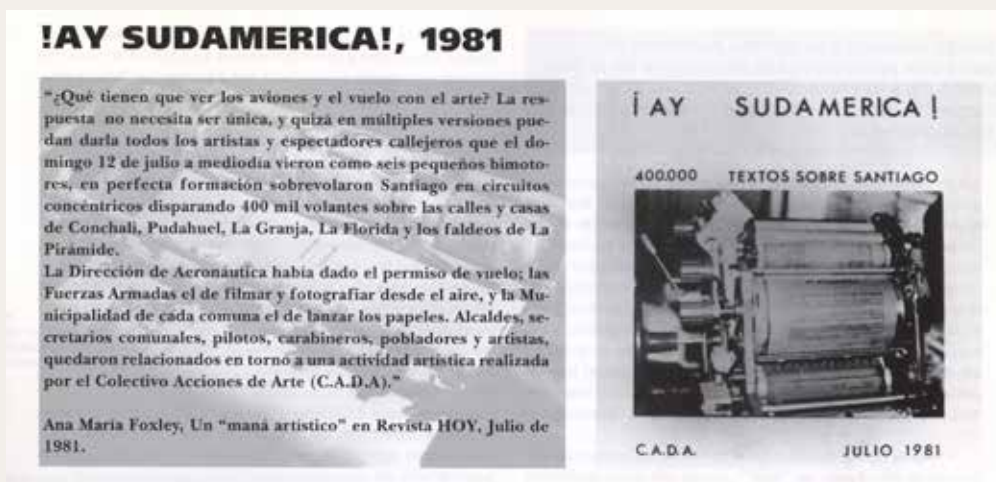 !AY SUDAMERICA!, 1981
“¿Qué tienen que ver los aviones y el vuelo con el arte? La res-
puesta no necesita ser única, y quizá en múltiples versiones pue-
dan darla todos los artistas y espectadores callejeros que el do-
mingo 12 de julio a mediodía vieron cómo seis pequeños bimoto-
res, en perfecta formación sobrevolaron Santiago en circuitos
concéntricos disparando 400 mil volantes sobre las calles y casas
de Conchalí, Pudahuel, La Granja, La Florida y los faldeos de La
Pirámide.
La Dirección de Aeronáutica había dado el permiso de vuelo; las
Fuerzas Armadas el de filmar y fotografiar desde el aire, y la Mu-
nicipalidad de cada comuna el de lanzar los papeles. Alcaldes, se-
cretarios comunales, pilotos, carabineros, pobladores y artistas,
quedaron relacionados en torno a una actividad artística realizada
por el Colectivo Acciones de Arte (C.A.D.A).”
Ana María Foxley, Un “maná artístico” en Revista HOY, Julio de
1981.
¡AY SUDAMERICA!
400.000 TEXTOS SOBRE SANTIAGO
C.A.D.A. JULIO 1981